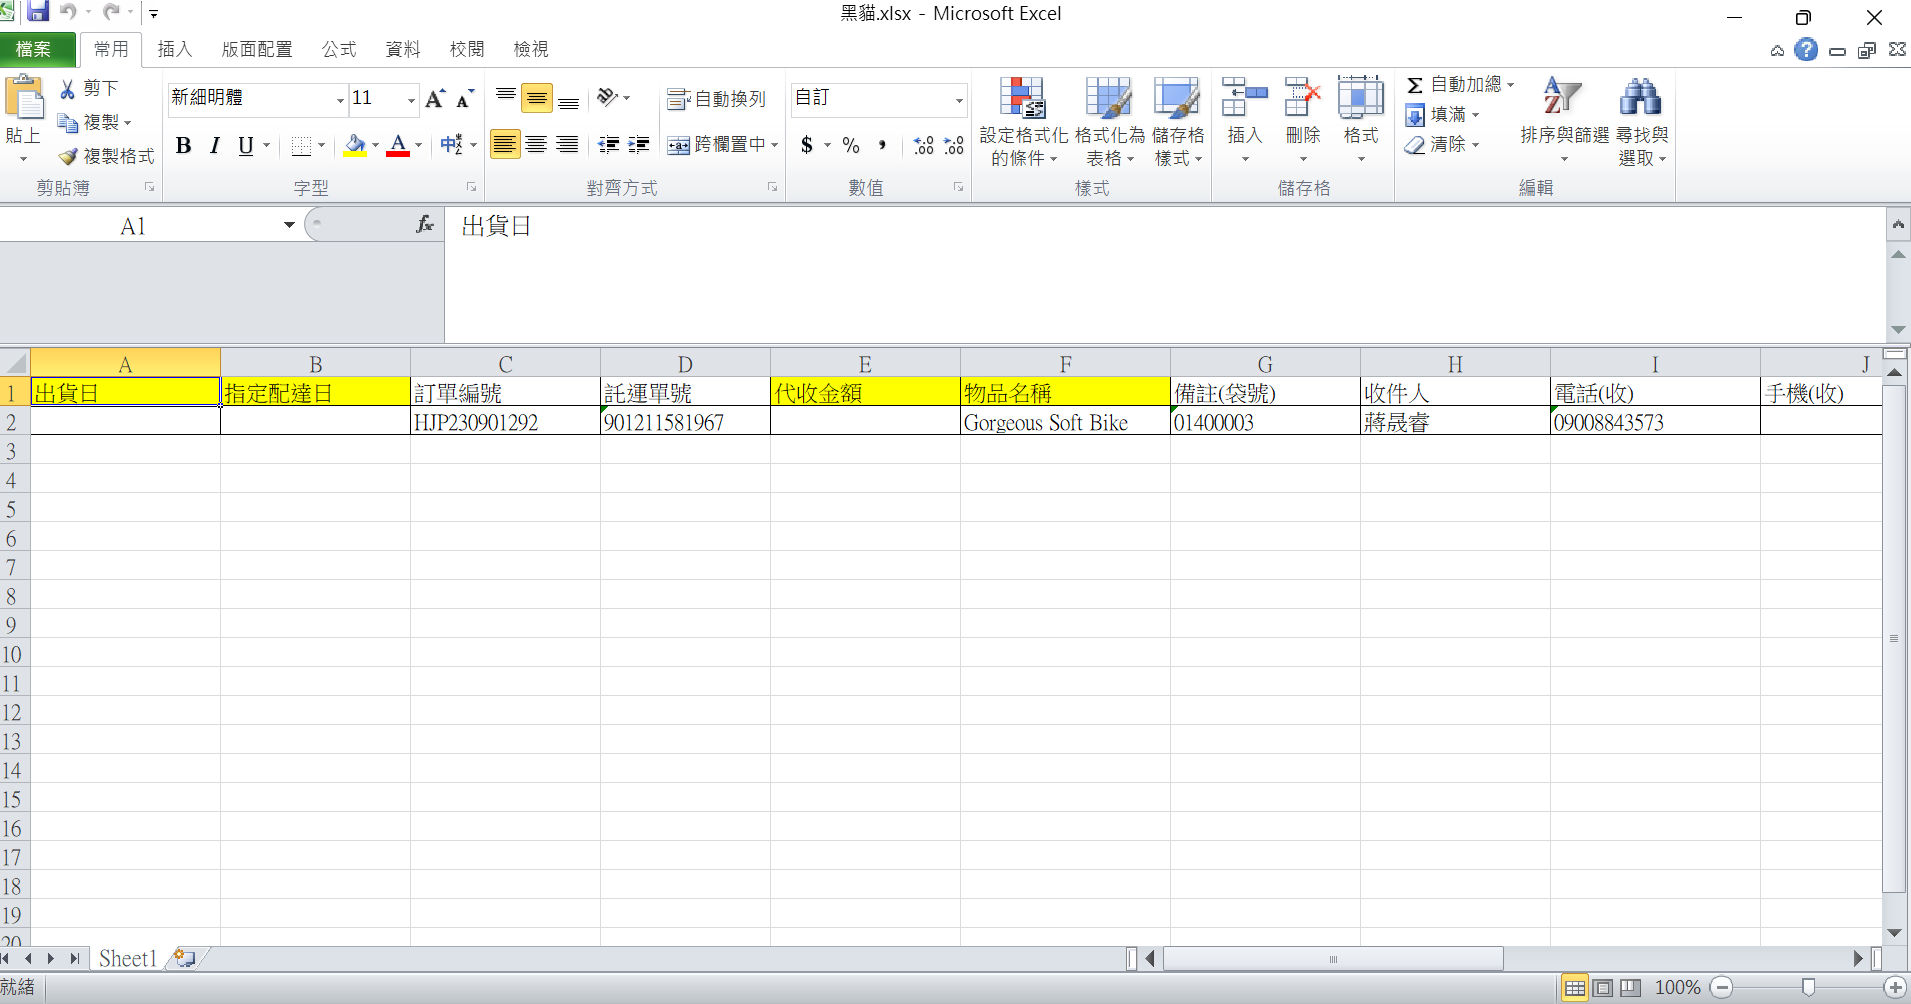 黑貓.xlsx - Microsoft Excel
檔案 常用 插入 版面配置 公式 資料 校閱 檢視
貼上 剪下 複製 複製格式 剪貼簿
新細明體 11 B I U A 中 字型
自動換列 跨欄置中 對齊方式
自訂 $ % , 數值
設定格式化的條件 格式化為表格 儲存格樣式 樣式
插入 刪除 格式 儲存格
Σ 自動加總 填滿 清除 排序與篩選 尋找與選取 編輯
A1 fx 出貨日
A B C D E F G H I J
1 出貨日 指定配達日 訂單編號 託運單號 代收金額 物品名稱 備註(袋號) 收件人 電話(收) 手機(收)
2 HJP230901292 901211581967 Gorgeous Soft Bike 01400003 蔣晟睿 09008843573
3
4
5
6
7
8
9
10
11
12
13
14
15
16
17
18
19
20
Sheet1
就緒 100%